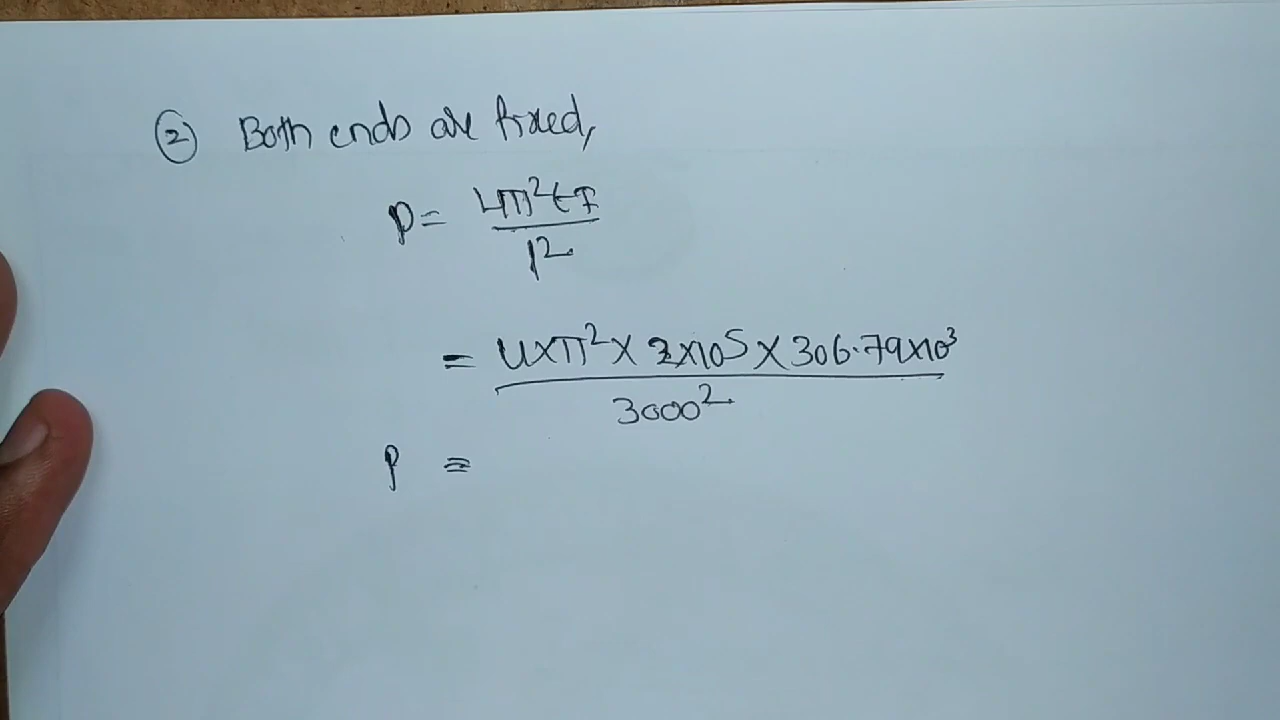 ② Both ends are fixed,
P = 4π²EI / l²
= 4×π² × 2×10⁵ × 306.79×10³ / 3000²
P =